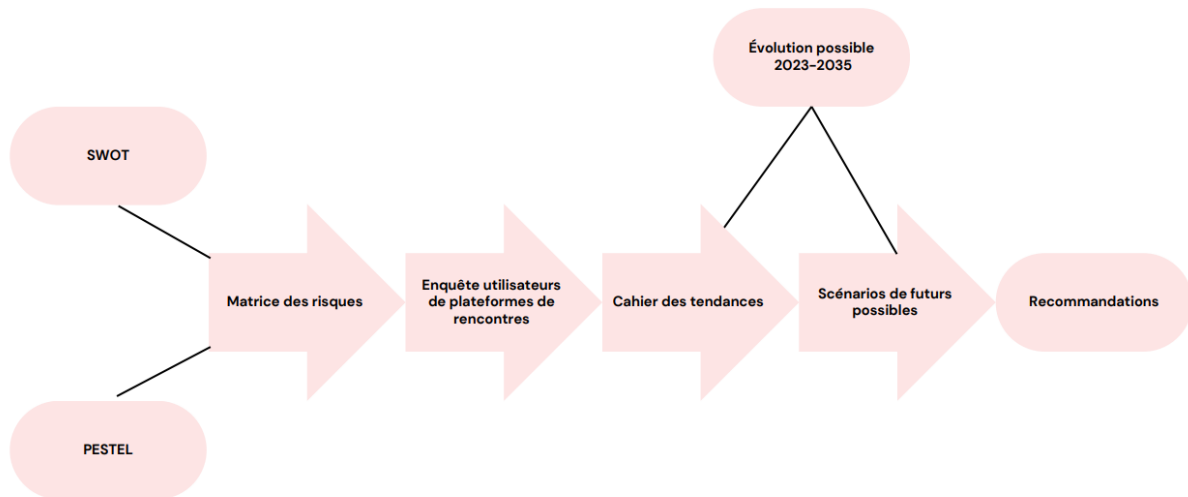 Évolution possible
2023-2035
SWOT
Matrice des risques
Enquête utilisateurs
de plateformes de
rencontres
Cahier des tendances
Scénarios de futurs
possibles
Recommandations
PESTEL